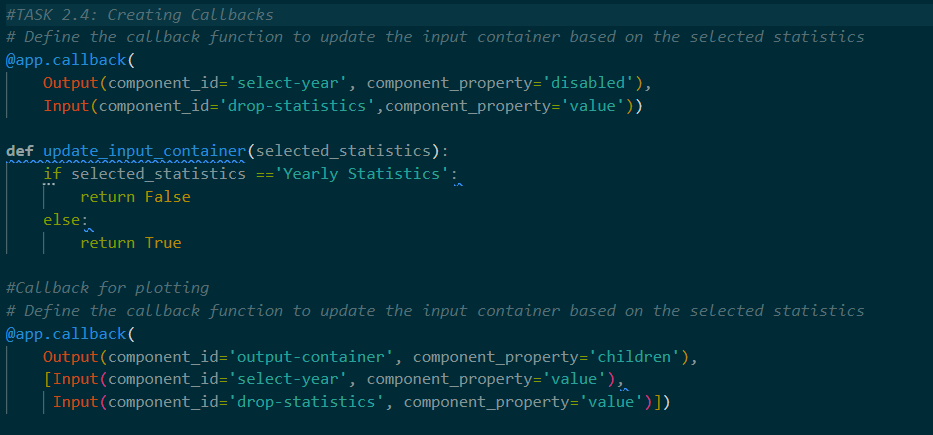 #TASK 2.4: Creating Callbacks
# Define the callback function to update the input container based on the selected statistics
@app.callback(
    Output(component_id='select-year', component_property='disabled'),
    Input(component_id='drop-statistics',component_property='value'))

def update_input_container(selected_statistics):
    if selected_statistics =='Yearly Statistics':
        return False
    else:
        return True

#Callback for plotting
# Define the callback function to update the input container based on the selected statistics
@app.callback(
    Output(component_id='output-container', component_property='children'),
    [Input(component_id='select-year', component_property='value'),
     Input(component_id='drop-statistics', component_property='value')])